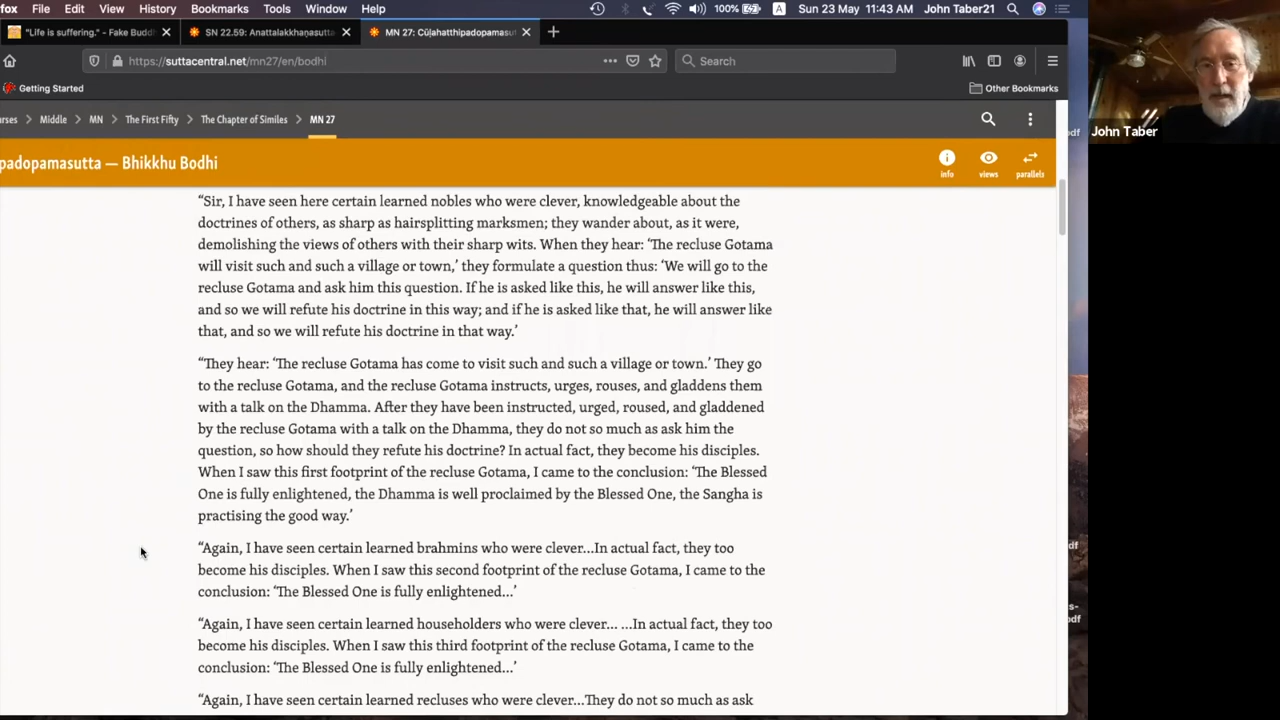 fox File Edit View History Bookmarks Tools Window Help 100% A Sun 23 May 11:43 AM John Taber21
"Life is suffering." - Fake Budd
SN 22.59: Anattalakkhaṇasutta
MN 27: Cūḷahatthipadopamasut
https://suttacentral.net/mn27/en/bodhi
Search
Getting Started
Other Bookmarks
rses > Middle > MN > The First Fifty > The Chapter of Similes > MN 27
padopamasutta — Bhikkhu Bodhi
info views parallels
“Sir, I have seen here certain learned nobles who were clever, knowledgeable about the
doctrines of others, as sharp as hairsplitting marksmen; they wander about, as it were,
demolishing the views of others with their sharp wits. When they hear: ‘The recluse Gotama
will visit such and such a village or town,’ they formulate a question thus: ‘We will go to the
recluse Gotama and ask him this question. If he is asked like this, he will answer like this,
and so we will refute his doctrine in this way; and if he is asked like that, he will answer like
that, and so we will refute his doctrine in that way.’
“They hear: ‘The recluse Gotama has come to visit such and such a village or town.’ They go
to the recluse Gotama, and the recluse Gotama instructs, urges, rouses, and gladdens them
with a talk on the Dhamma. After they have been instructed, urged, roused, and gladdened
by the recluse Gotama with a talk on the Dhamma, they do not so much as ask him the
question, so how should they refute his doctrine? In actual fact, they become his disciples.
When I saw this first footprint of the recluse Gotama, I came to the conclusion: ‘The Blessed
One is fully enlightened, the Dhamma is well proclaimed by the Blessed One, the Sangha is
practising the good way.’
“Again, I have seen certain learned brahmins who were clever…In actual fact, they too
become his disciples. When I saw this second footprint of the recluse Gotama, I came to the
conclusion: ‘The Blessed One is fully enlightened…’
“Again, I have seen certain learned householders who were clever… …In actual fact, they too
become his disciples. When I saw this third footprint of the recluse Gotama, I came to the
conclusion: ‘The Blessed One is fully enlightened…’
“Again, I have seen certain learned recluses who were clever…They do not so much as ask
John Taber
df
df
s-
df